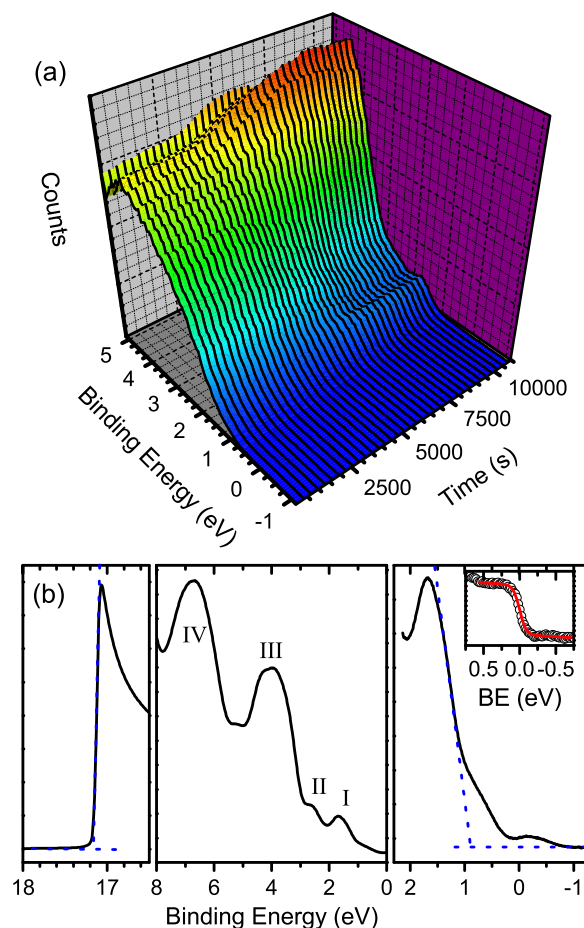 (a)
Counts
5
4
3
2
1
0
-1
Binding Energy (eV)
10000
7500
5000
2500
Time (s)
(b)
IV
III
II
I
0.5 0.0 -0.5
BE (eV)
18 17
8 6 4 2 0
2 1 0 -1
Binding Energy (eV)